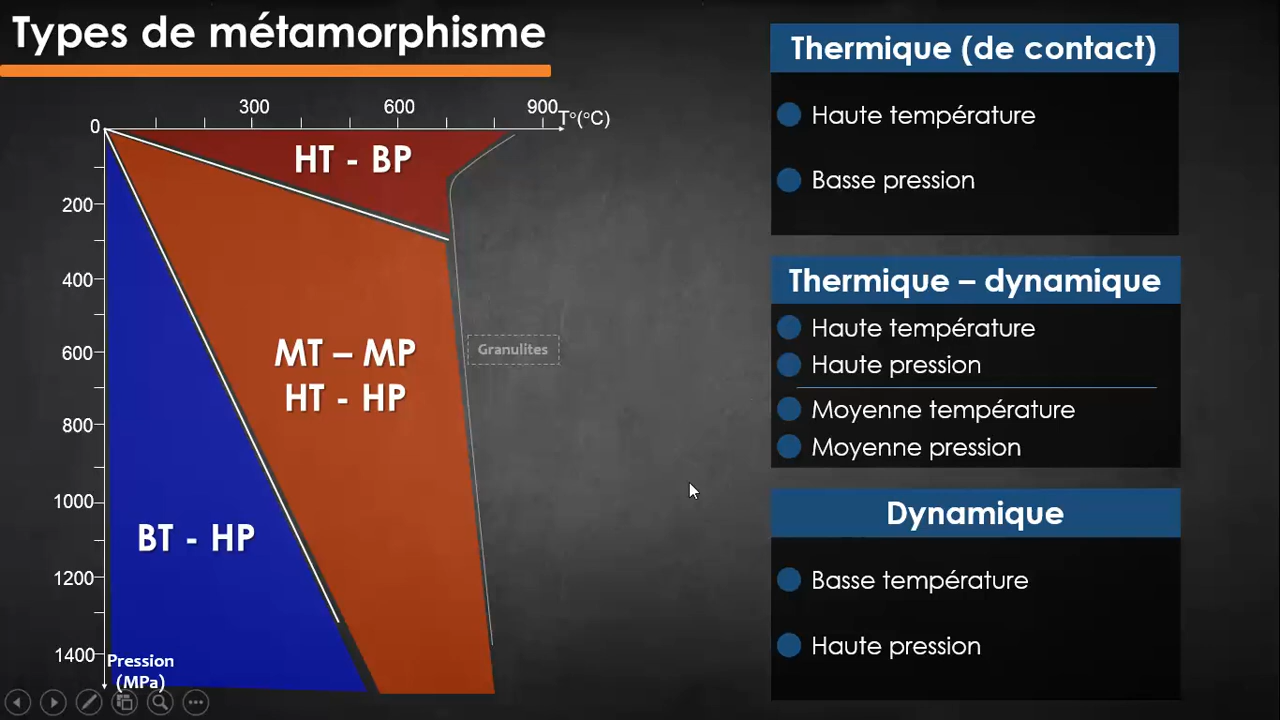 Types de métamorphisme
300 600 900 T°(°C)
0
200
400
600
800
1000
1200
1400
Pression
(MPa)
HT - BP
MT – MP
HT - HP
BT - HP
Granulites
Thermique (de contact)
Haute température
Basse pression
Thermique – dynamique
Haute température
Haute pression
Moyenne température
Moyenne pression
Dynamique
Basse température
Haute pression